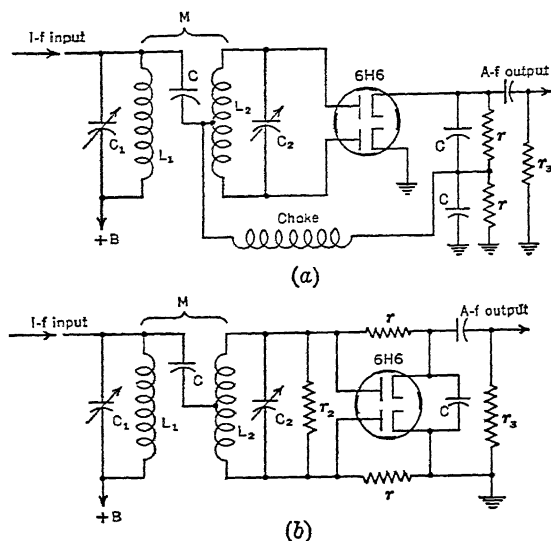 M
I-f input
C
L₂
6H6
A-f output
C₁
L₁
C₂
C
r
r₃
C
r
+B
Choke
(a)
M
I-f input
r
A-f output
C
6H6
C₁
L₁
L₂
C₂
r₂
C
r₃
r
+B
(b)